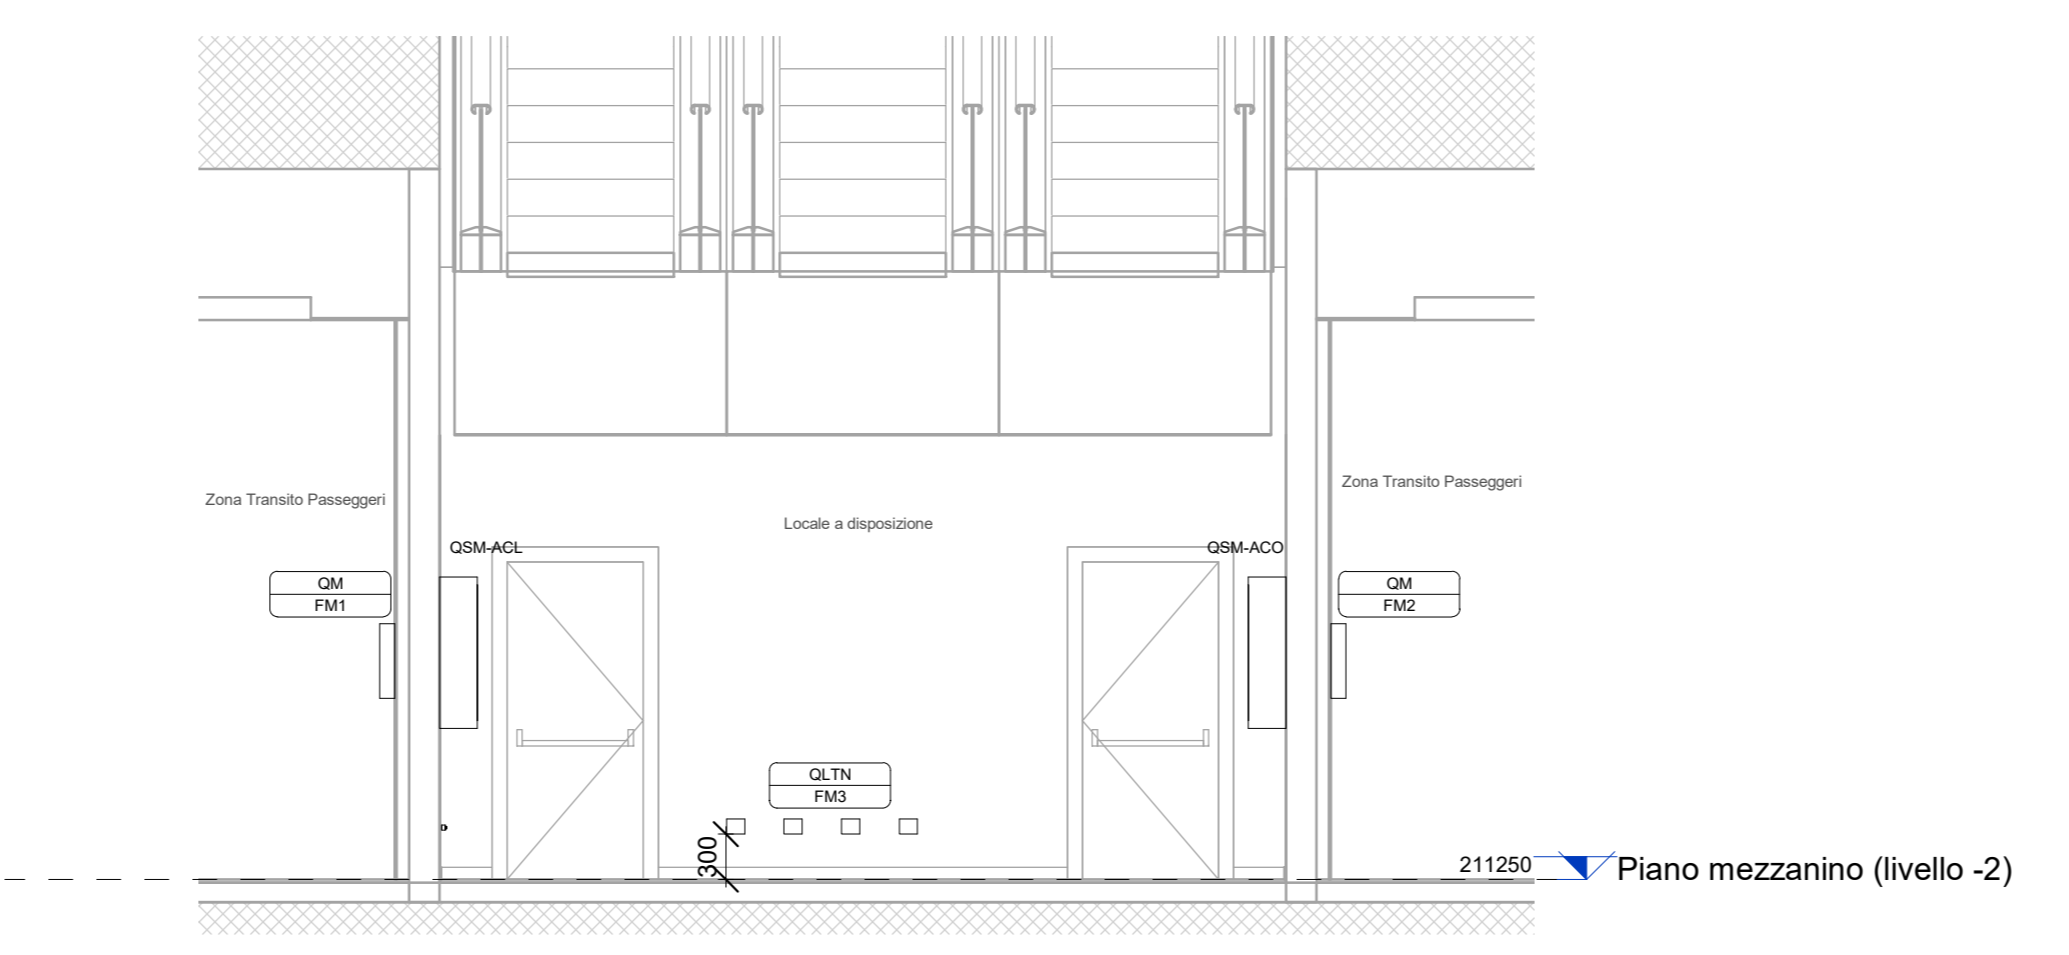 Zona Transito Passeggeri
Zona Transito Passeggeri
Locale a disposizione
QSM-ACL
QSM-ACO
QM
FM1
QM
FM2
QLTN
FM3
300
211250
Piano mezzanino (livello -2)